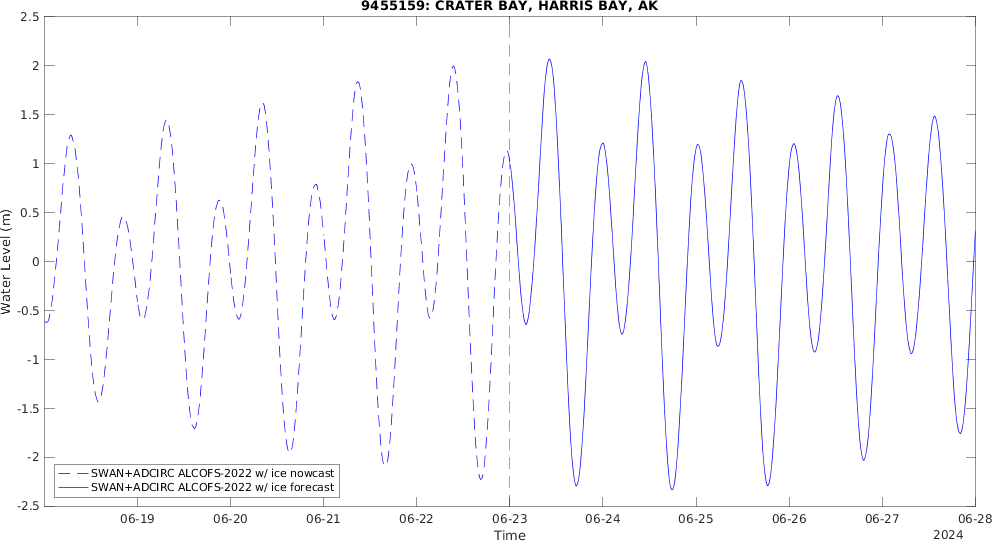 9455159: CRATER BAY, HARRIS BAY, AK
Water Level (m)
2.5
2
1.5
1
0.5
0
-0.5
-1
-1.5
-2
-2.5
SWAN+ADCIRC ALCOFS-2022 w/ ice nowcast
SWAN+ADCIRC ALCOFS-2022 w/ ice forecast
06-19 06-20 06-21 06-22 06-23 06-24 06-25 06-26 06-27 06-28
Time
2024